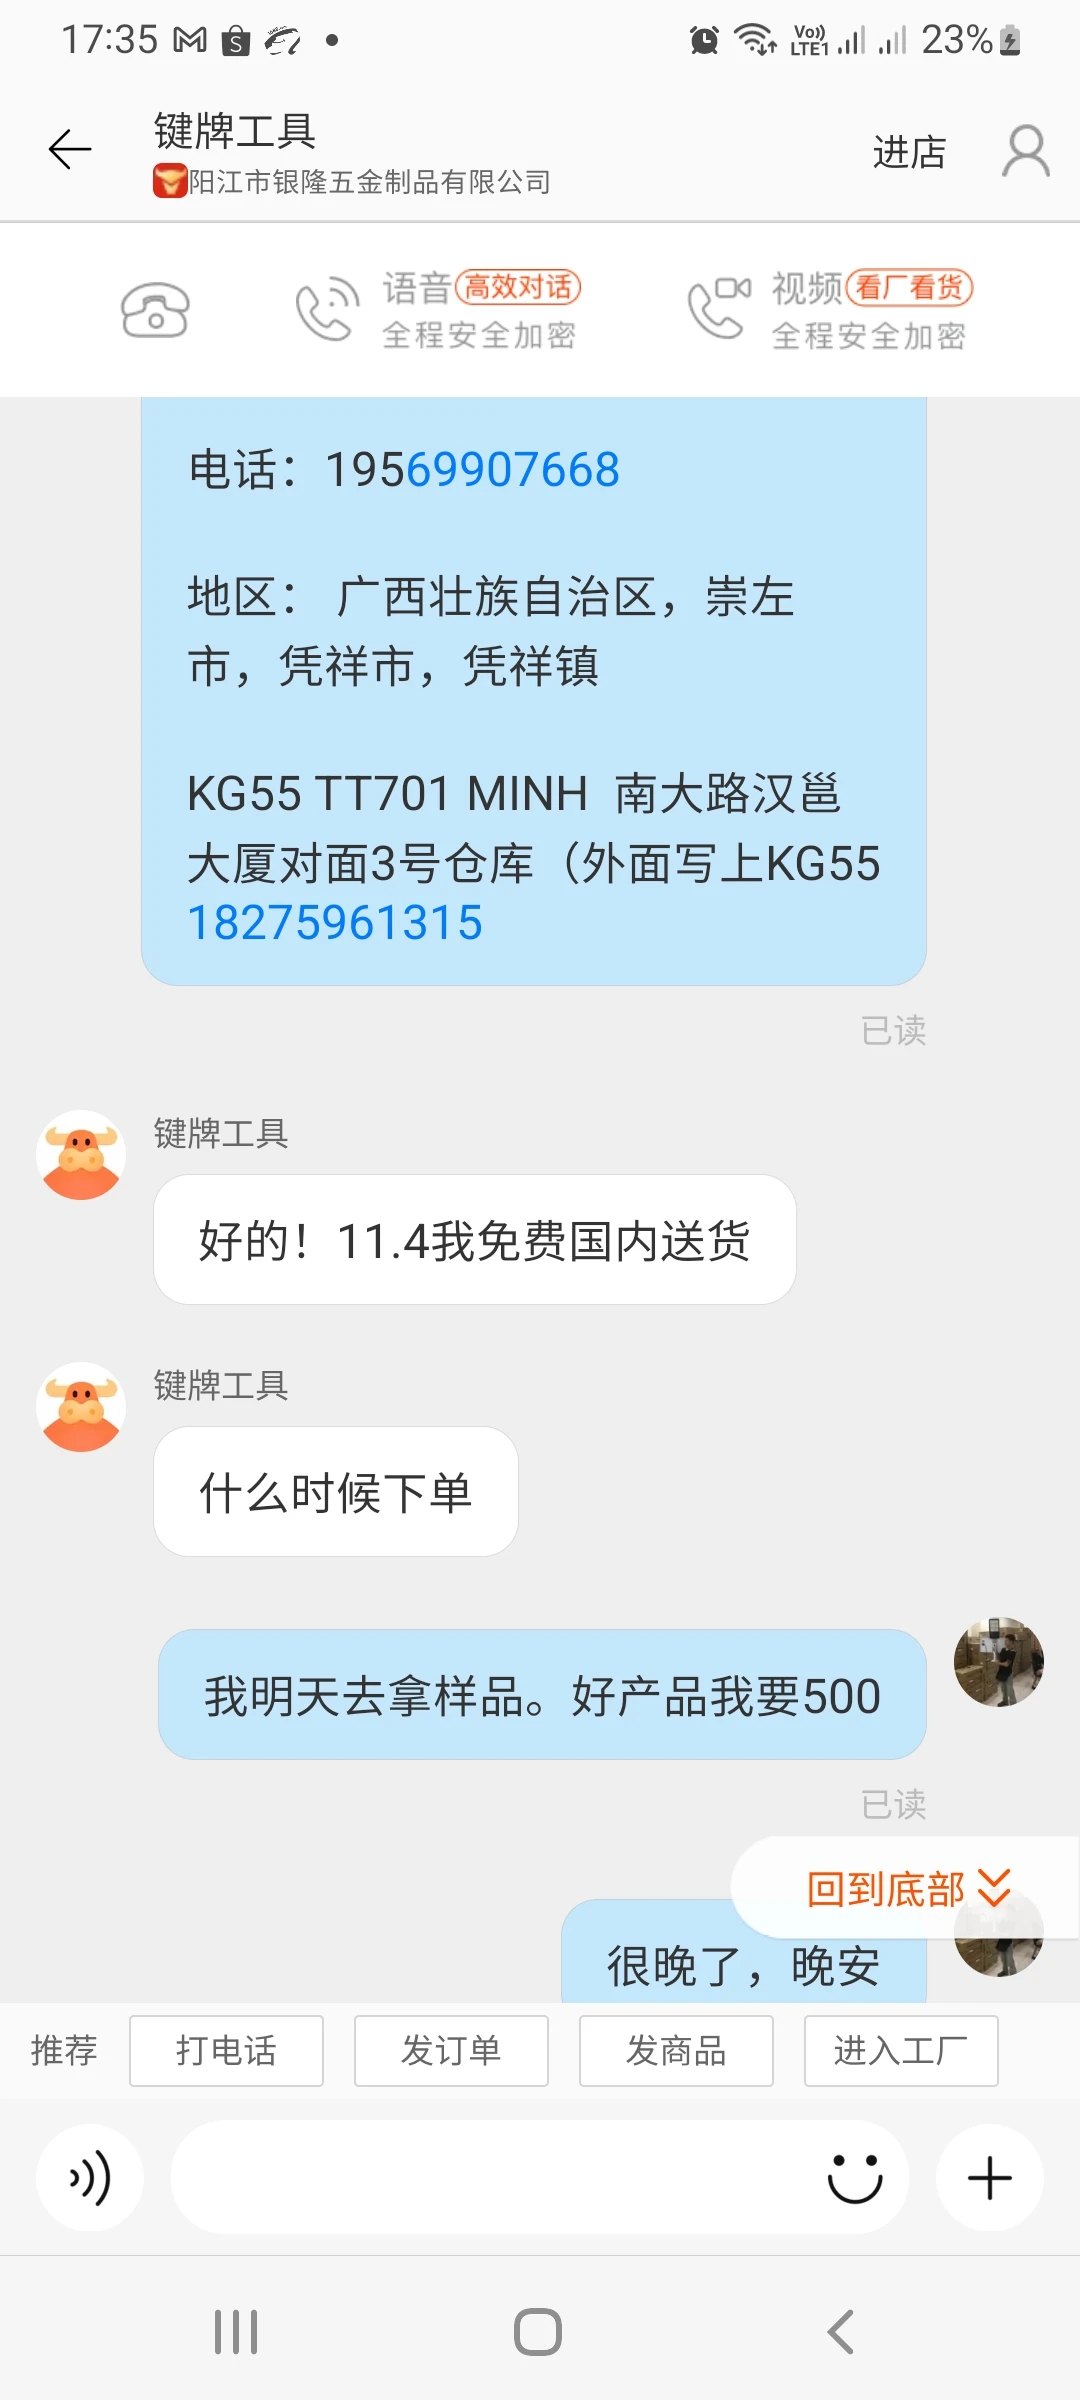 17:35
Vo)) LTE1 23%
键牌工具
阳江市银隆五金制品有限公司
进店
语音 高效对话
全程安全加密
视频 看厂看货
全程安全加密
电话：19569907668
地区： 广西壮族自治区，崇左
市，凭祥市，凭祥镇
KG55 TT701 MINH 南大路汉邕
大厦对面3号仓库（外面写上KG55
18275961315
已读
键牌工具
好的！11.4我免费国内送货
键牌工具
什么时候下单
我明天去拿样品。好产品我要500
已读
回到底部
很晚了，晚安
推荐 打电话 发订单 发商品 进入工厂